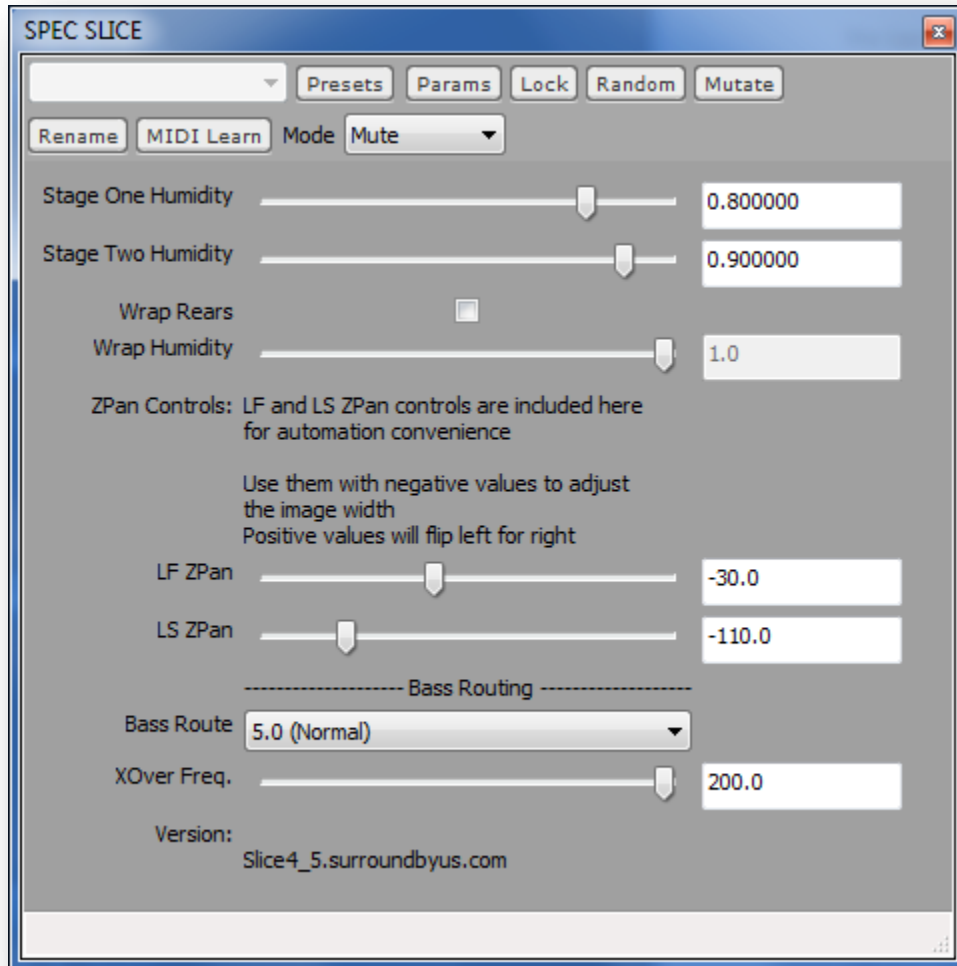 SPEC SLICE
Presets Params Lock Random Mutate
Rename MIDI Learn Mode Mute
Stage One Humidity 0.800000
Stage Two Humidity 0.900000
Wrap Rears
Wrap Humidity 1.0
ZPan Controls: LF and LS ZPan controls are included here
for automation convenience
Use them with negative values to adjust
the image width
Positive values will flip left for right
LF ZPan -30.0
LS ZPan -110.0
-------------------- Bass Routing -------------------
Bass Route 5.0 (Normal)
XOver Freq. 200.0
Version:
Slice4_5.surroundbyus.com